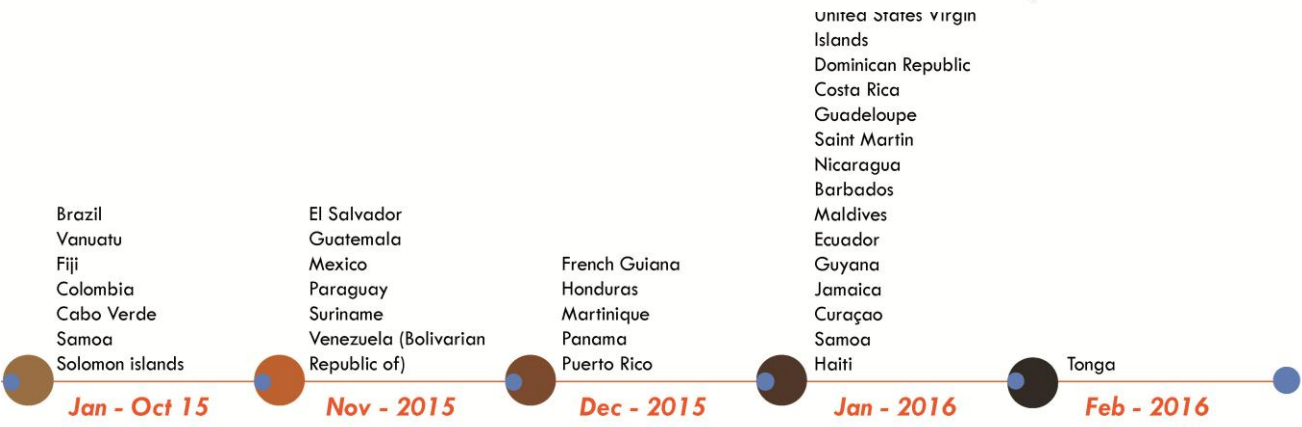 Brazil
Vanuatu
Fiji
Colombia
Cabo Verde
Samoa
Solomon islands
Jan - Oct 15
El Salvador
Guatemala
Mexico
Paraguay
Suriname
Venezuela (Bolivarian
Republic of)
Nov - 2015
French Guiana
Honduras
Martinique
Panama
Puerto Rico
Dec - 2015
United States Virgin
Islands
Dominican Republic
Costa Rica
Guadeloupe
Saint Martin
Nicaragua
Barbados
Maldives
Ecuador
Guyana
Jamaica
Curaçao
Samoa
Haiti
Jan - 2016
Tonga
Feb - 2016